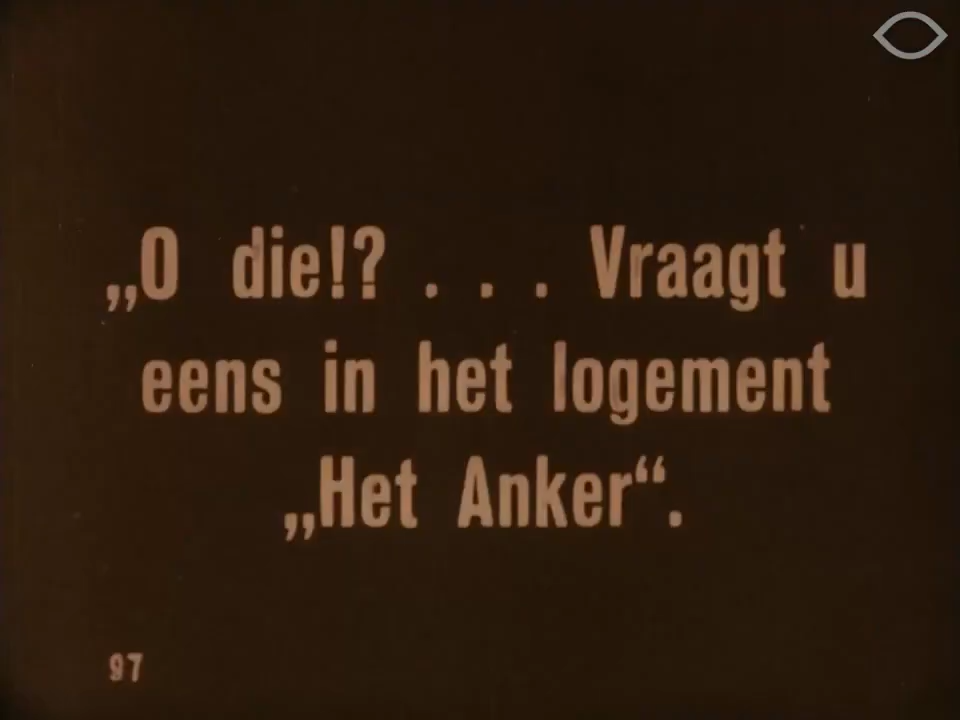 „O die!? . . . Vraagt u
eens in het logement
„Het Anker“.
97